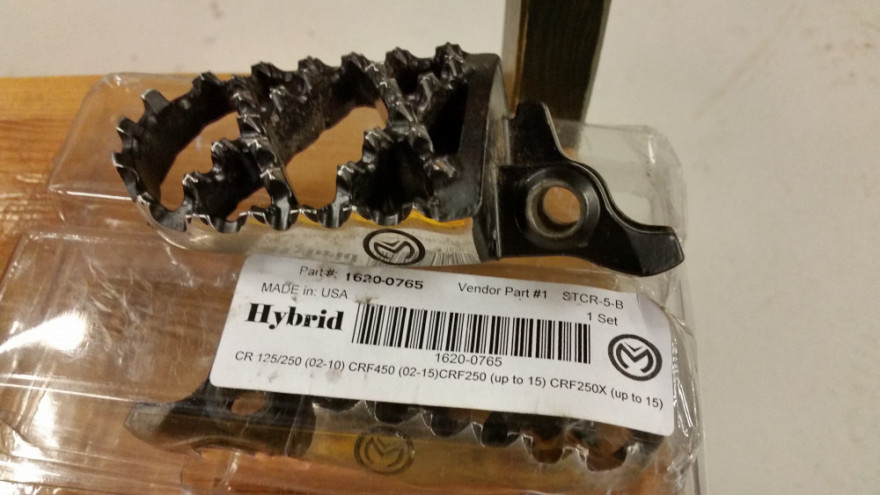 Part#: 1620-0765 Vendor Part #1 STCR-5-B
MADE in: USA 1 Set
Hybrid
1620-0765
CR 125/250 (02-10) CRF450 (02-15)CRF250 (up to 15) CRF250X (up to 15)